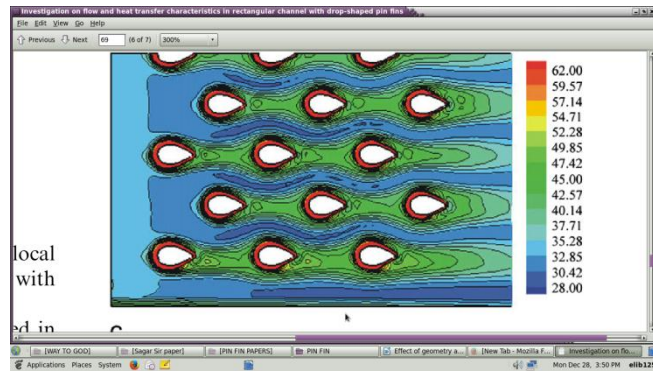 Investigation on flow and heat transfer characteristics in rectangular channel with drop-shaped pin fins
File Edit View Go Help
Previous Next 69 (6 of 7) 300%
62.00
59.57
57.14
54.71
52.28
49.85
47.42
45.00
42.57
40.14
37.71
35.28
32.85
30.42
28.00
local
with
ed in
[WAY TO GOD] [Sagar Sir paper] [PIN FIN PAPERS] PIN FIN Effect of geometry a... [New Tab - Mozilla F... Investigation on flo...
Applications Places System Mon Dec 28, 3:50 PM elib129